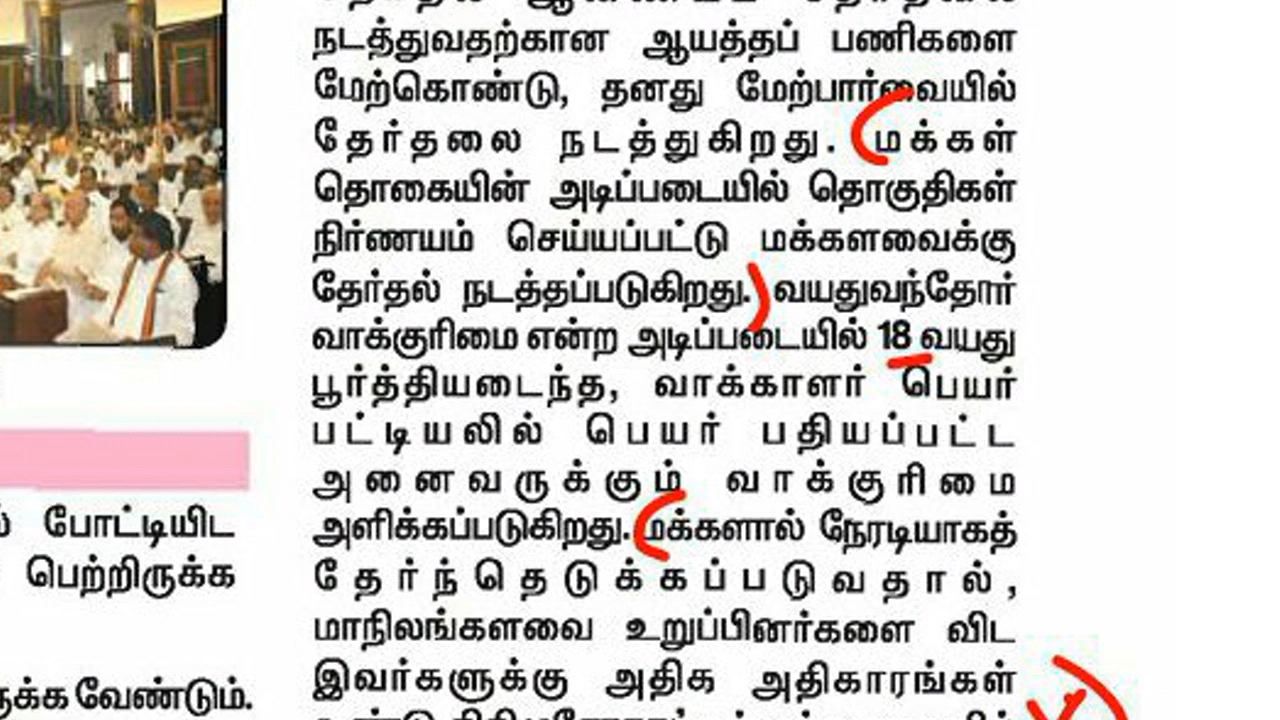 நடத்துவதற்கான ஆயத்தப் பணிகளை
மேற்கொண்டு, தனது மேற்பார்வையில்
தேர்தலை நடத்துகிறது. மக்கள்
தொகையின் அடிப்படையில் தொகுதிகள்
நிர்ணயம் செய்யப்பட்டு மக்களவைக்கு
தேர்தல் நடத்தப்படுகிறது. வயதுவந்தோர்
வாக்குரிமை என்ற அடிப்படையில் 18 வயது
பூர்த்தியடைந்த, வாக்காளர் பெயர்
பட்டியலில் பெயர் பதியப்பட்ட
அனைவருக்கும் வாக்குரிமை
அளிக்கப்படுகிறது. மக்களால் நேரடியாகத்
தேர்ந்தெடுக்கப்படுவதால்,
மாநிலங்களவை உறுப்பினர்களை விட
இவர்களுக்கு அதிக அதிகாரங்கள்
போட்டியிட
பெற்றிருக்க
வேண்டும்.